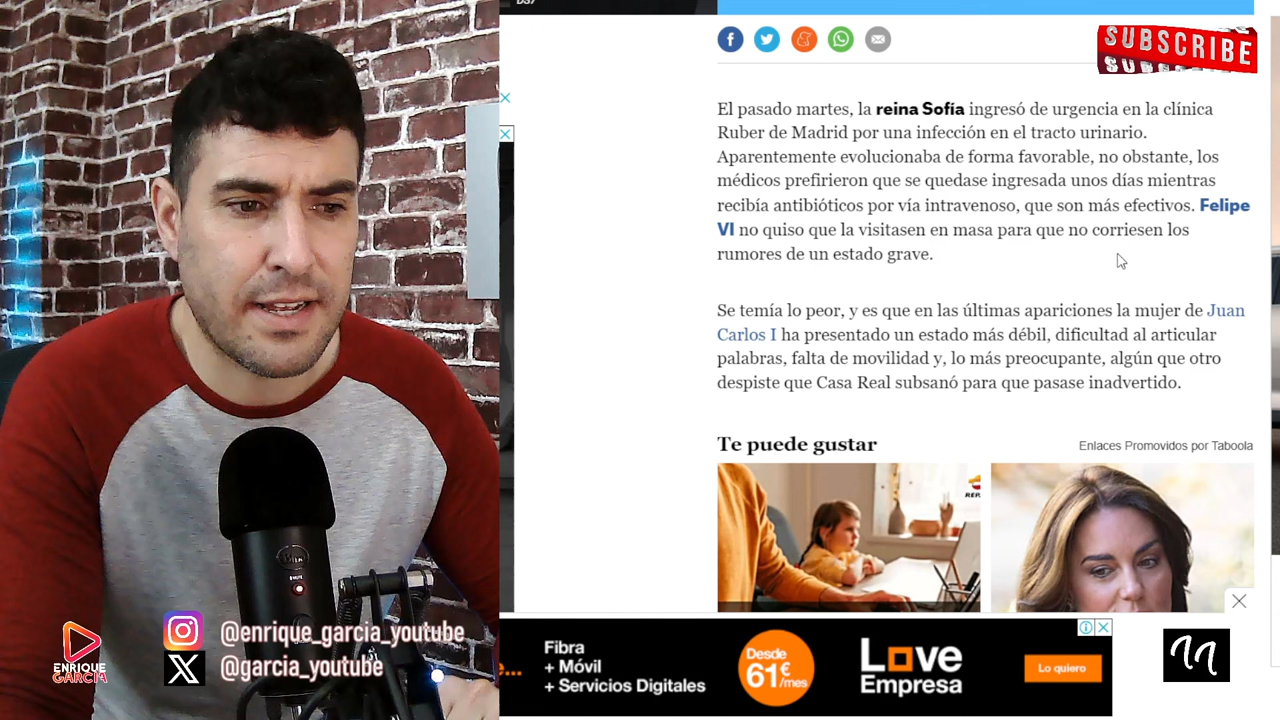 DS7
SUBSCRIBE
El pasado martes, la reina Sofía ingresó de urgencia en la clínica
Ruber de Madrid por una infección en el tracto urinario.
Aparentemente evolucionaba de forma favorable, no obstante, los
médicos prefirieron que se quedase ingresada unos días mientras
recibía antibióticos por vía intravenoso, que son más efectivos. Felipe
VI no quiso que la visitasen en masa para que no corriesen los
rumores de un estado grave.
Se temía lo peor, y es que en las últimas apariciones la mujer de Juan
Carlos I ha presentado un estado más débil, dificultad al articular
palabras, falta de movilidad y, lo más preocupante, algún que otro
despiste que Casa Real subsanó para que pasase inadvertido.
Te puede gustar
Enlaces Promovidos por Taboola
ENRIQUE
GARCIA
@enrique_garcia_youtube
@garcia_youtube
...
Fibra
+ Móvil
+ Servicios Digitales
Desde
61€
/mes
Love
Empresa
Lo quiero